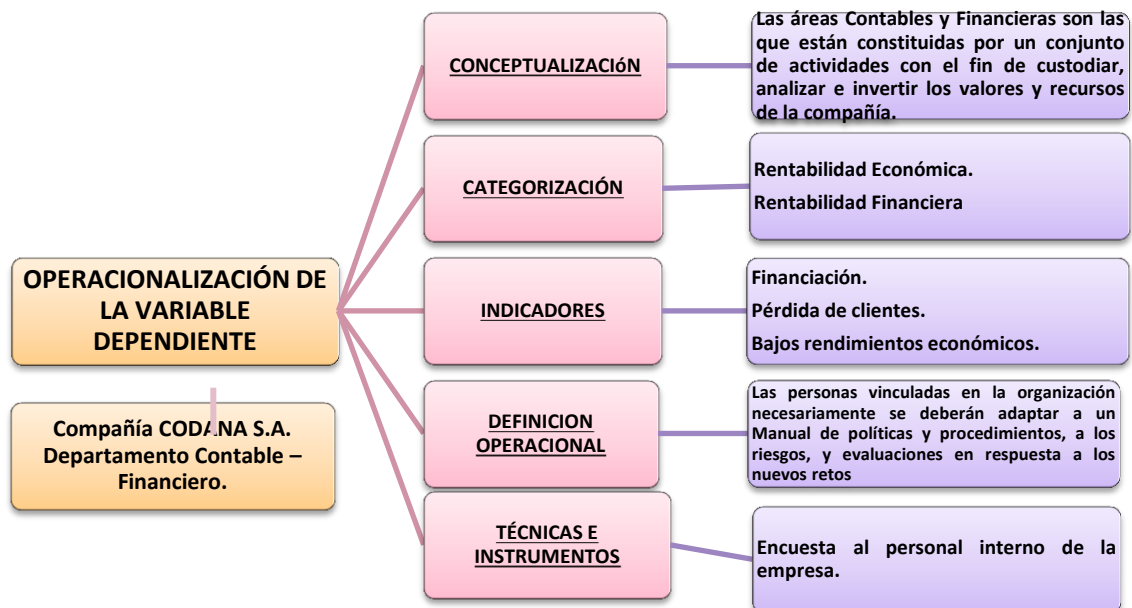 OPERACIONALIZACIÓN DE
LA VARIABLE
DEPENDIENTE
Compañía CODANA S.A.
Departamento Contable –
Financiero.
CONCEPTUALIZACIóN
Las áreas Contables y Financieras son las
que están constituidas por un conjunto
de actividades con el fin de custodiar,
analizar e invertir los valores y recursos
de la compañía.
CATEGORIZACIÓN
Rentabilidad Económica.
Rentabilidad Financiera
INDICADORES
Financiación.
Pérdida de clientes.
Bajos rendimientos económicos.
DEFINICION
OPERACIONAL
Las personas vinculadas en la organización
necesariamente se deberán adaptar a un
Manual de políticas y procedimientos, a los
riesgos, y evaluaciones en respuesta a los
nuevos retos
TÉCNICAS E
INSTRUMENTOS
Encuesta al personal interno de la
empresa.